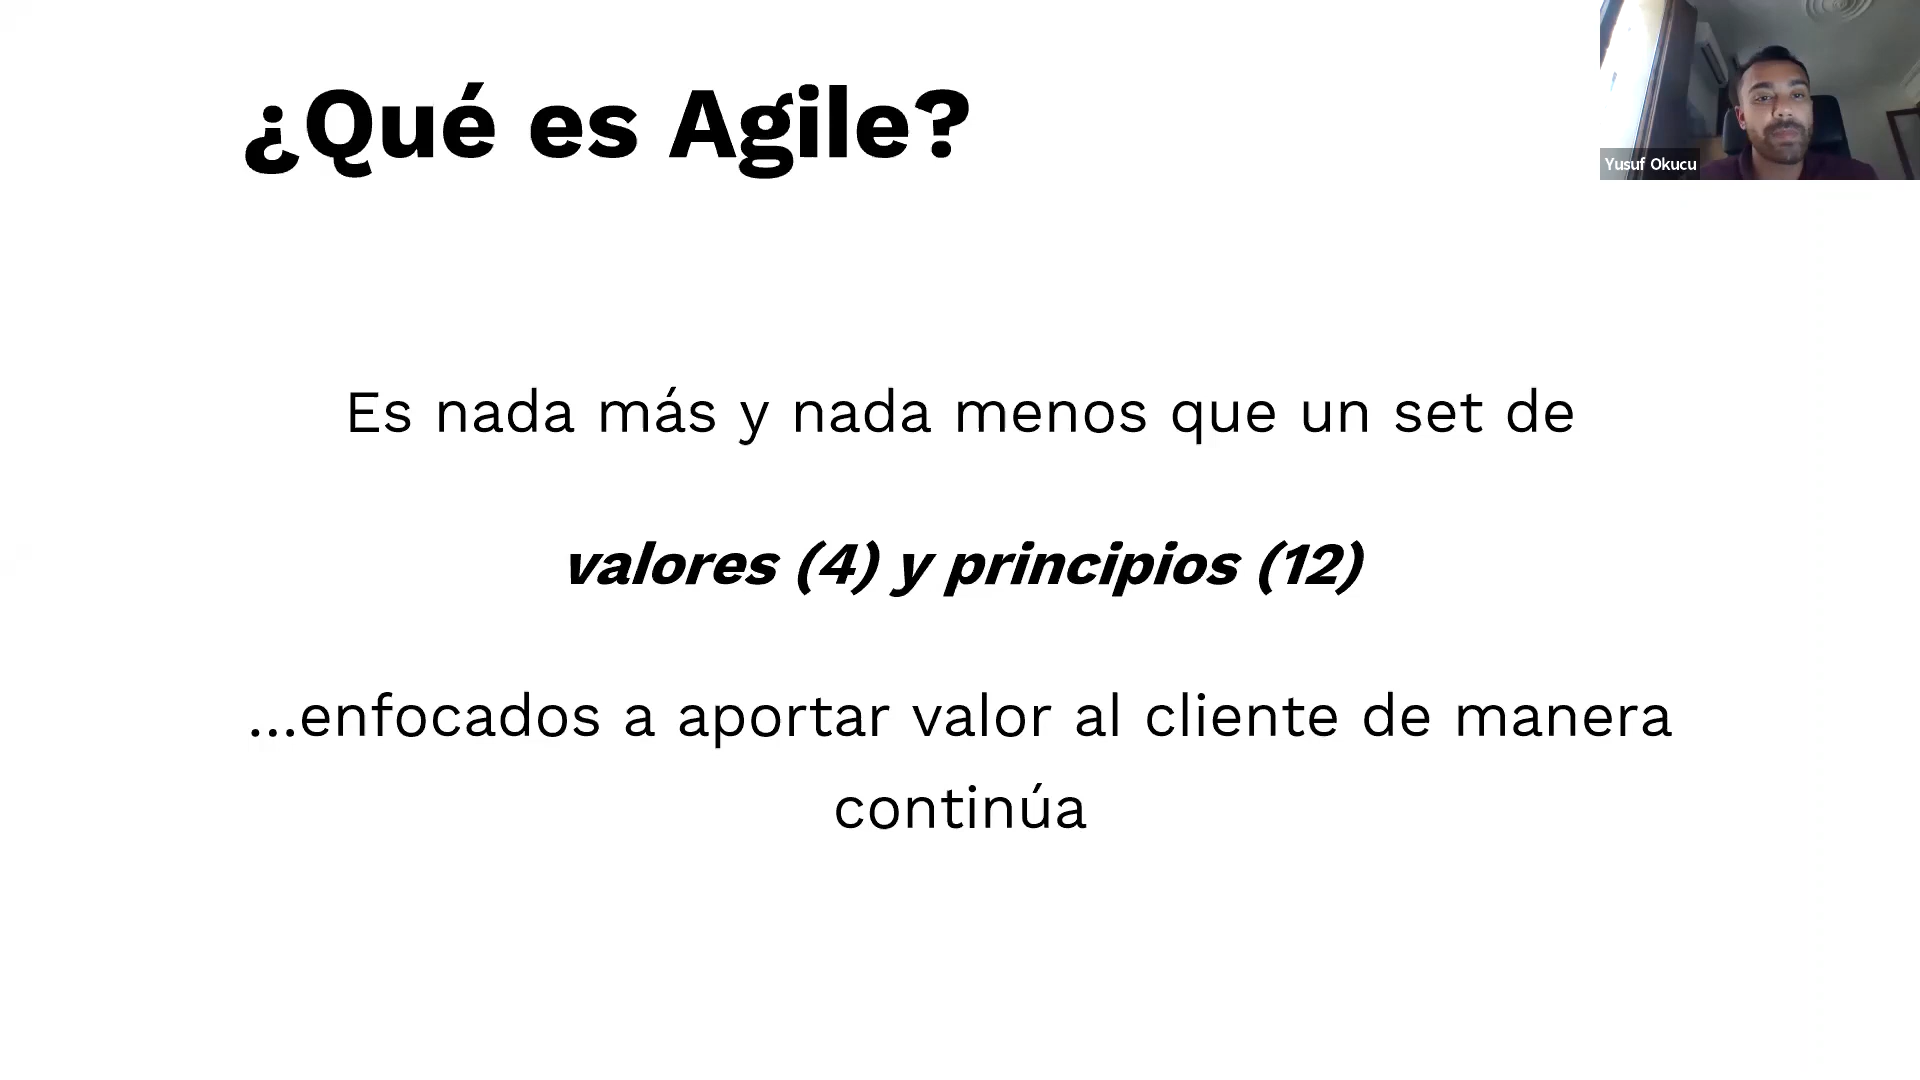 ¿Qué es Agile?
Yusuf Okucu
Es nada más y nada menos que un set de
valores (4) y principios (12)
...enfocados a aportar valor al cliente de manera
continúa